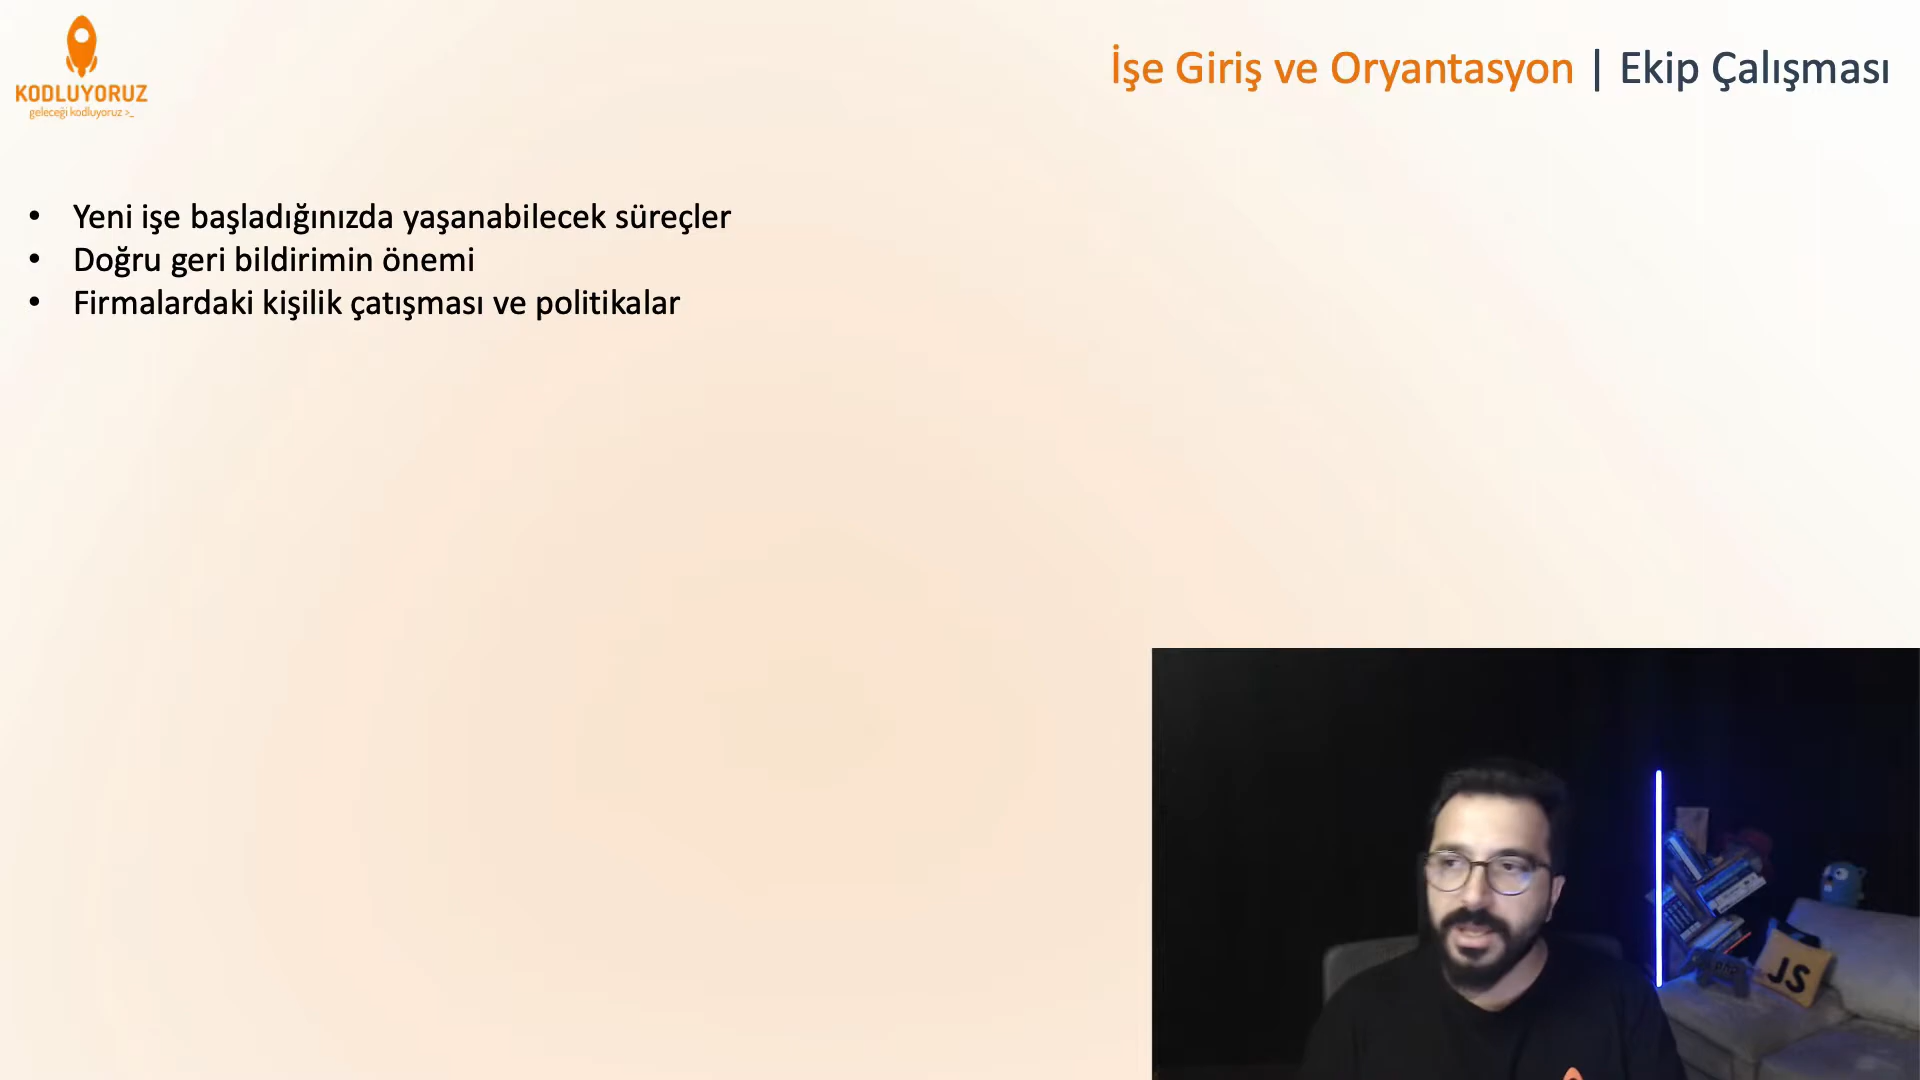 KODLUYORUZ
geleceği kodluyoruz >_
İşe Giriş ve Oryantasyon | Ekip Çalışması
• Yeni işe başladığınızda yaşanabilecek süreçler
• Doğru geri bildirimin önemi
• Firmalardaki kişilik çatışması ve politikalar
JS